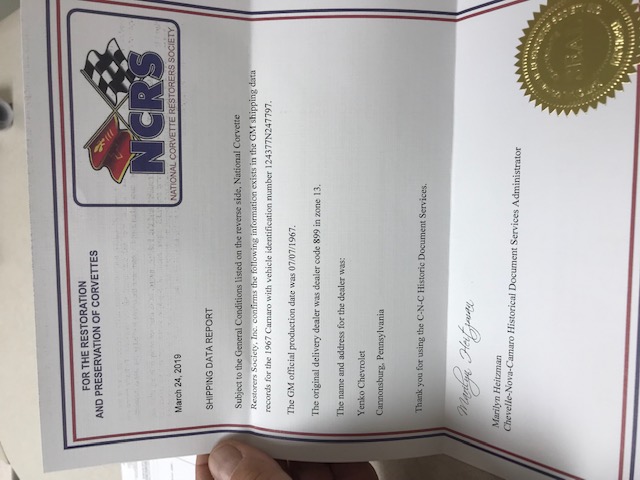 FOR THE RESTORATION
AND PRESERVATION OF CORVETTES
NCRS
NATIONAL CORVETTE RESTORERS SOCIETY
March 24, 2019
SHIPPING DATA REPORT
Subject to the General Conditions listed on the reverse side, National Corvette
Restorers Society, Inc. confirms the following information exists in the GM shipping data
records for the 1967 Camaro with vehicle identification number 124377N247797.
The GM official production date was 07/07/1967.
The original delivery dealer was dealer code 899 in zone 13.
The name and address for the dealer was:
Yenko Chevrolet
Cannonsburg, Pennsylvania
Thank you for using the C-N-C Historic Document Services.
Marilyn Heitzman
Marilyn Heitzman
Chevelle-Nova-Camaro Historical Document Services Administrator